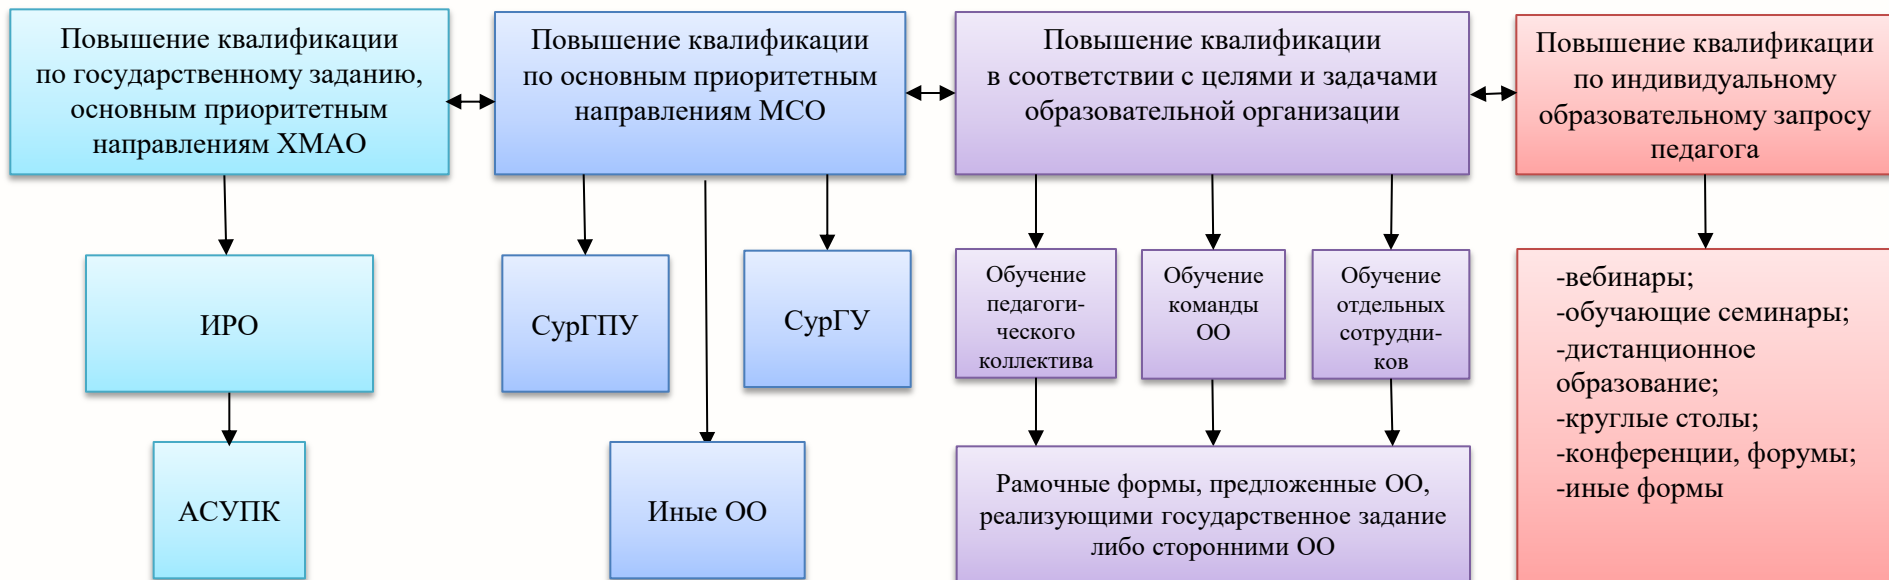 Повышение квалификации
по государственному заданию,
основным приоритетным
направлениям ХМАО
Повышение квалификации
по основным приоритетным
направлениям МСО
Повышение квалификации
в соответствии с целями и задачами
образовательной организации
Повышение квалификации
по индивидуальному
образовательному запросу
педагога
ИРО
АСУПК
СурГПУ
СурГУ
Иные ОО
Обучение
педагоги-
ческого
коллектива
Обучение
команды
ОО
Обучение
отдельных
сотрудни-
ков
Рамочные формы, предложенные ОО,
реализующими государственное задание
либо сторонними ОО
-вебинары;
-обучающие семинары;
-дистанционное
образование;
-круглые столы;
-конференции, форумы;
-иные формы